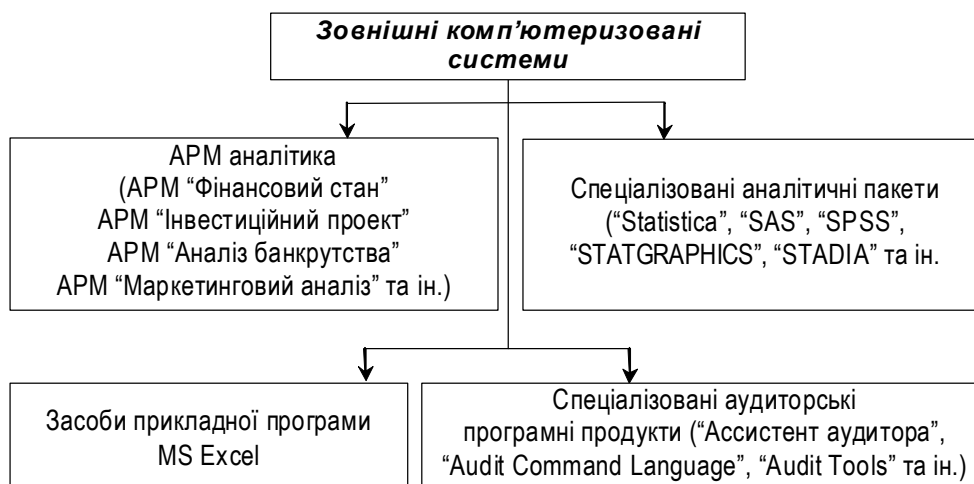 Зовнішні комп’ютеризовані
системи
АРМ аналітика
(АРМ “Фінансовий стан”
АРМ “Інвестиційний проект”
АРМ “Аналіз банкрутства”
АРМ “Маркетинговий аналіз” та ін.)
Спеціалізовані аналітичні пакети
(“Statistica”, “SAS”, “SPSS”,
“STATGRAPHICS”, “STADIA” та ін.
Засоби прикладної програми
MS Excel
Спеціалізовані аудиторські
програмні продукти (“Ассистент аудитора”,
“Audit Command Language”, “Audit Tools” та ін.)